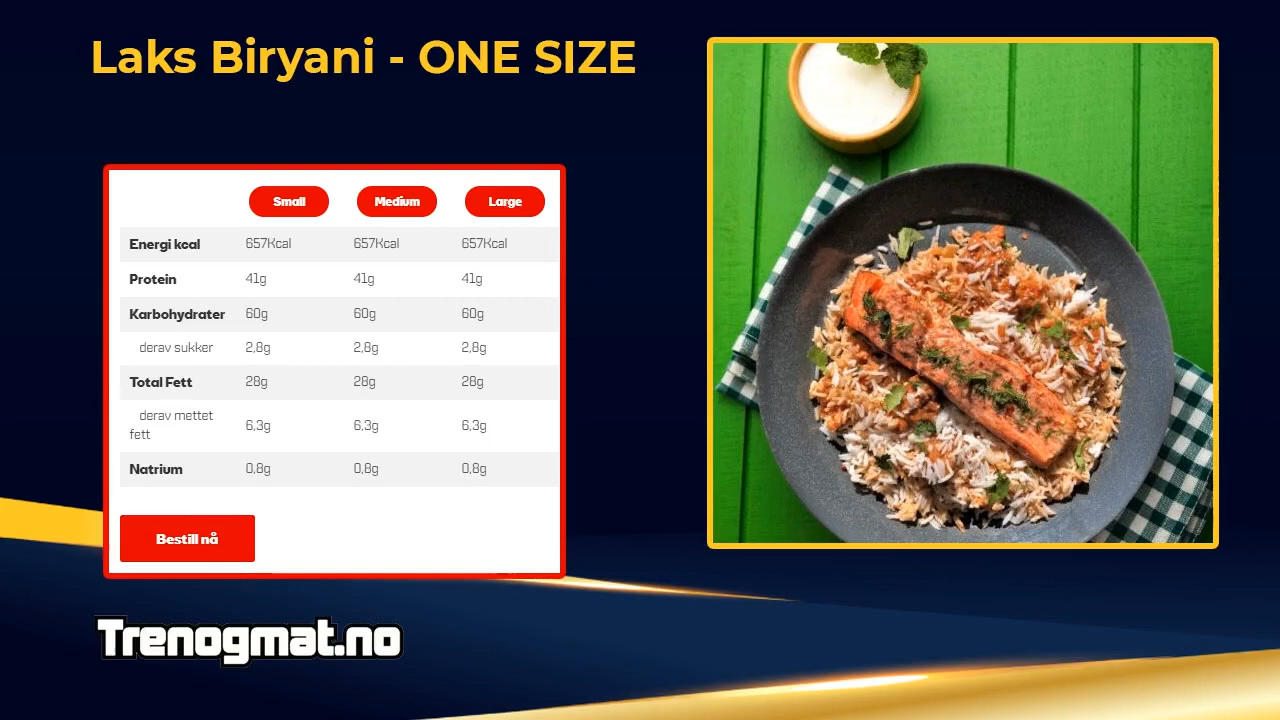 Laks Biryani - ONE SIZE
Small Medium Large
Energi kcal 657Kcal 657Kcal 657Kcal
Protein 41g 41g 41g
Karbohydrater 60g 60g 60g
derav sukker 2,8g 2,8g 2,8g
Total Fett 28g 28g 28g
derav mettet
fett 6,3g 6,3g 6,3g
Natrium 0,8g 0,8g 0,8g
Bestill nå
Trenogmat.no